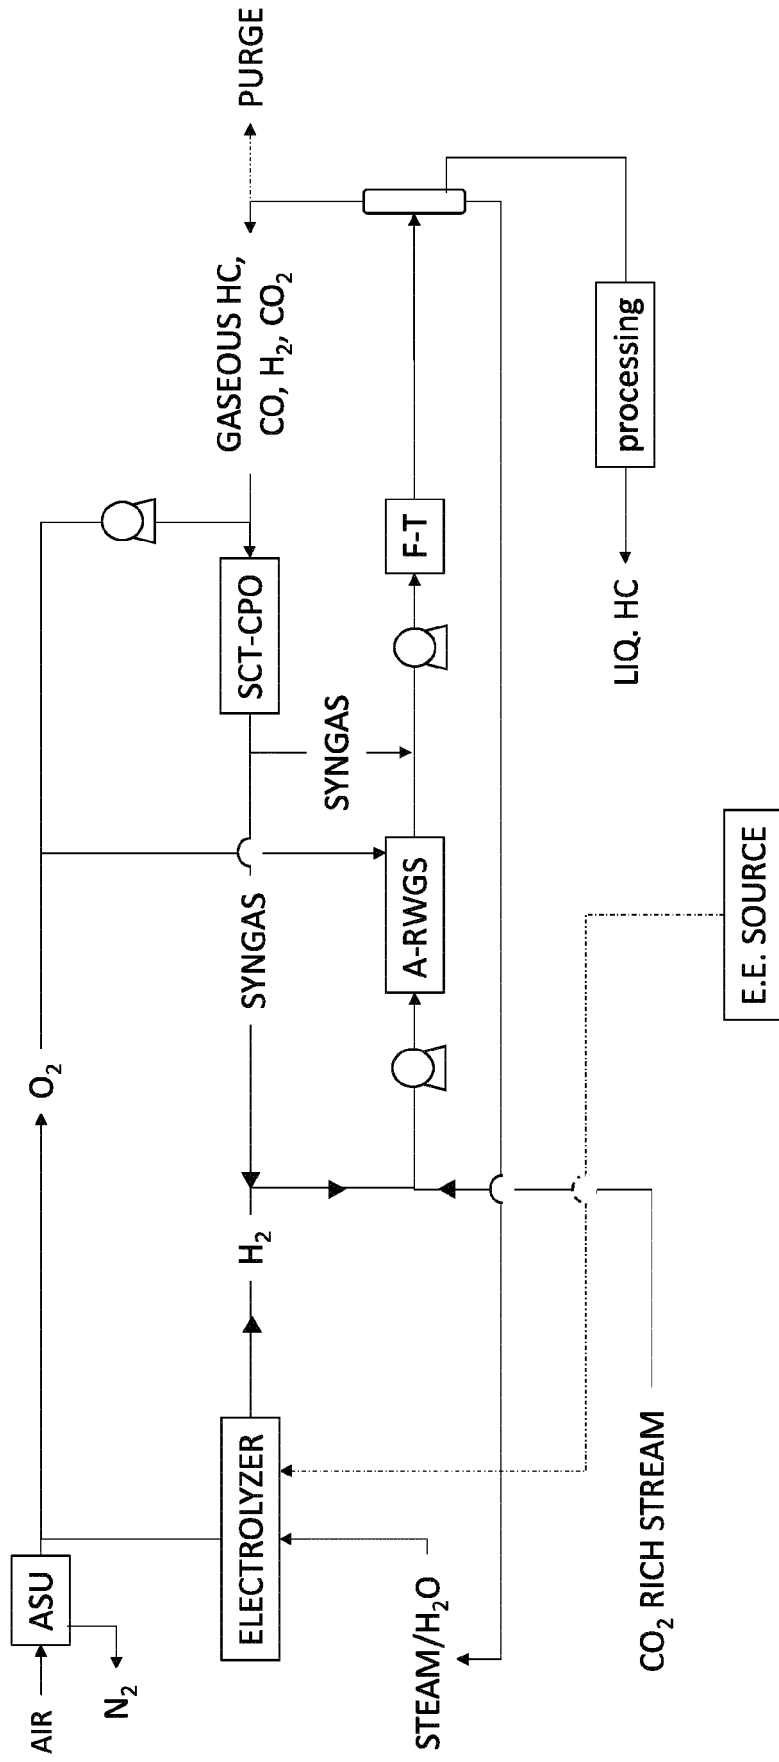 AIR
ASU
N2
O2
ELECTROLYZER
H2
SYNGAS
SCT-CPO
GASEOUS HC,
CO, H2, CO2
PURGE
SYNGAS
STEAM/H2O
A-RWGS
F-T
CO2 RICH STREAM
LIQ. HC
processing
E.E. SOURCE